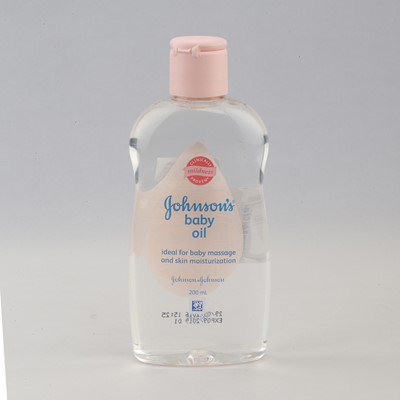 CLINICALLY
mildness
PROVEN
Johnson's
baby
oil
ideal for baby massage
and skin moisturization
Johnson & Johnson
200 mL